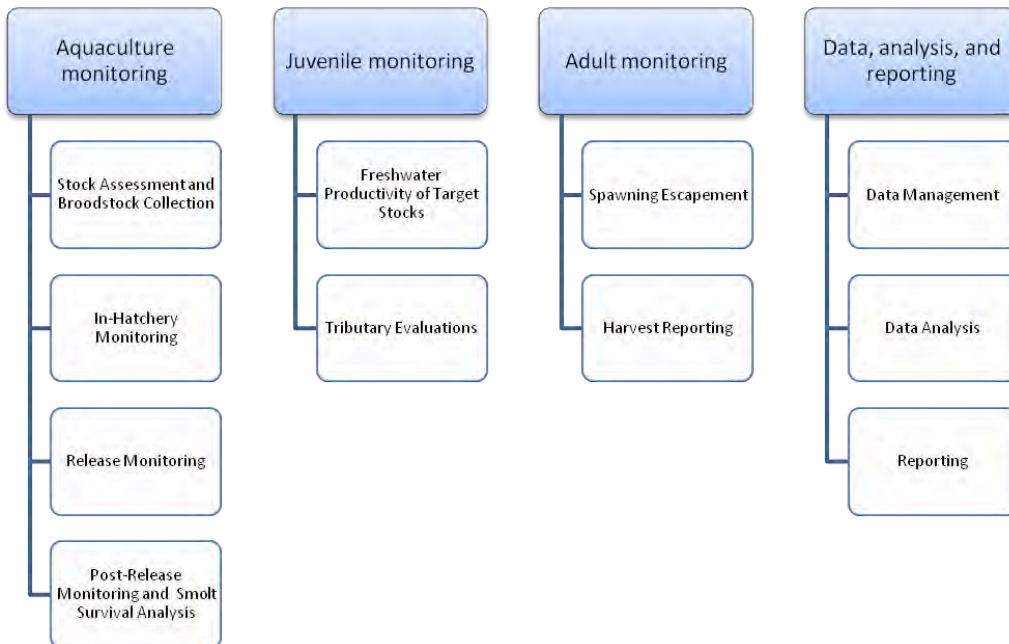 Aquaculture
monitoring
Stock Assessment and
Broodstock Collection
In-Hatchery
Monitoring
Release Monitoring
Post-Release
Monitoring and Smolt
Survival Analysis
Juvenile monitoring
Freshwater
Productivity of Target
Stocks
Tributary Evaluations
Adult monitoring
Spawning Escapement
Harvest Reporting
Data, analysis, and
reporting
Data Management
Data Analysis
Reporting